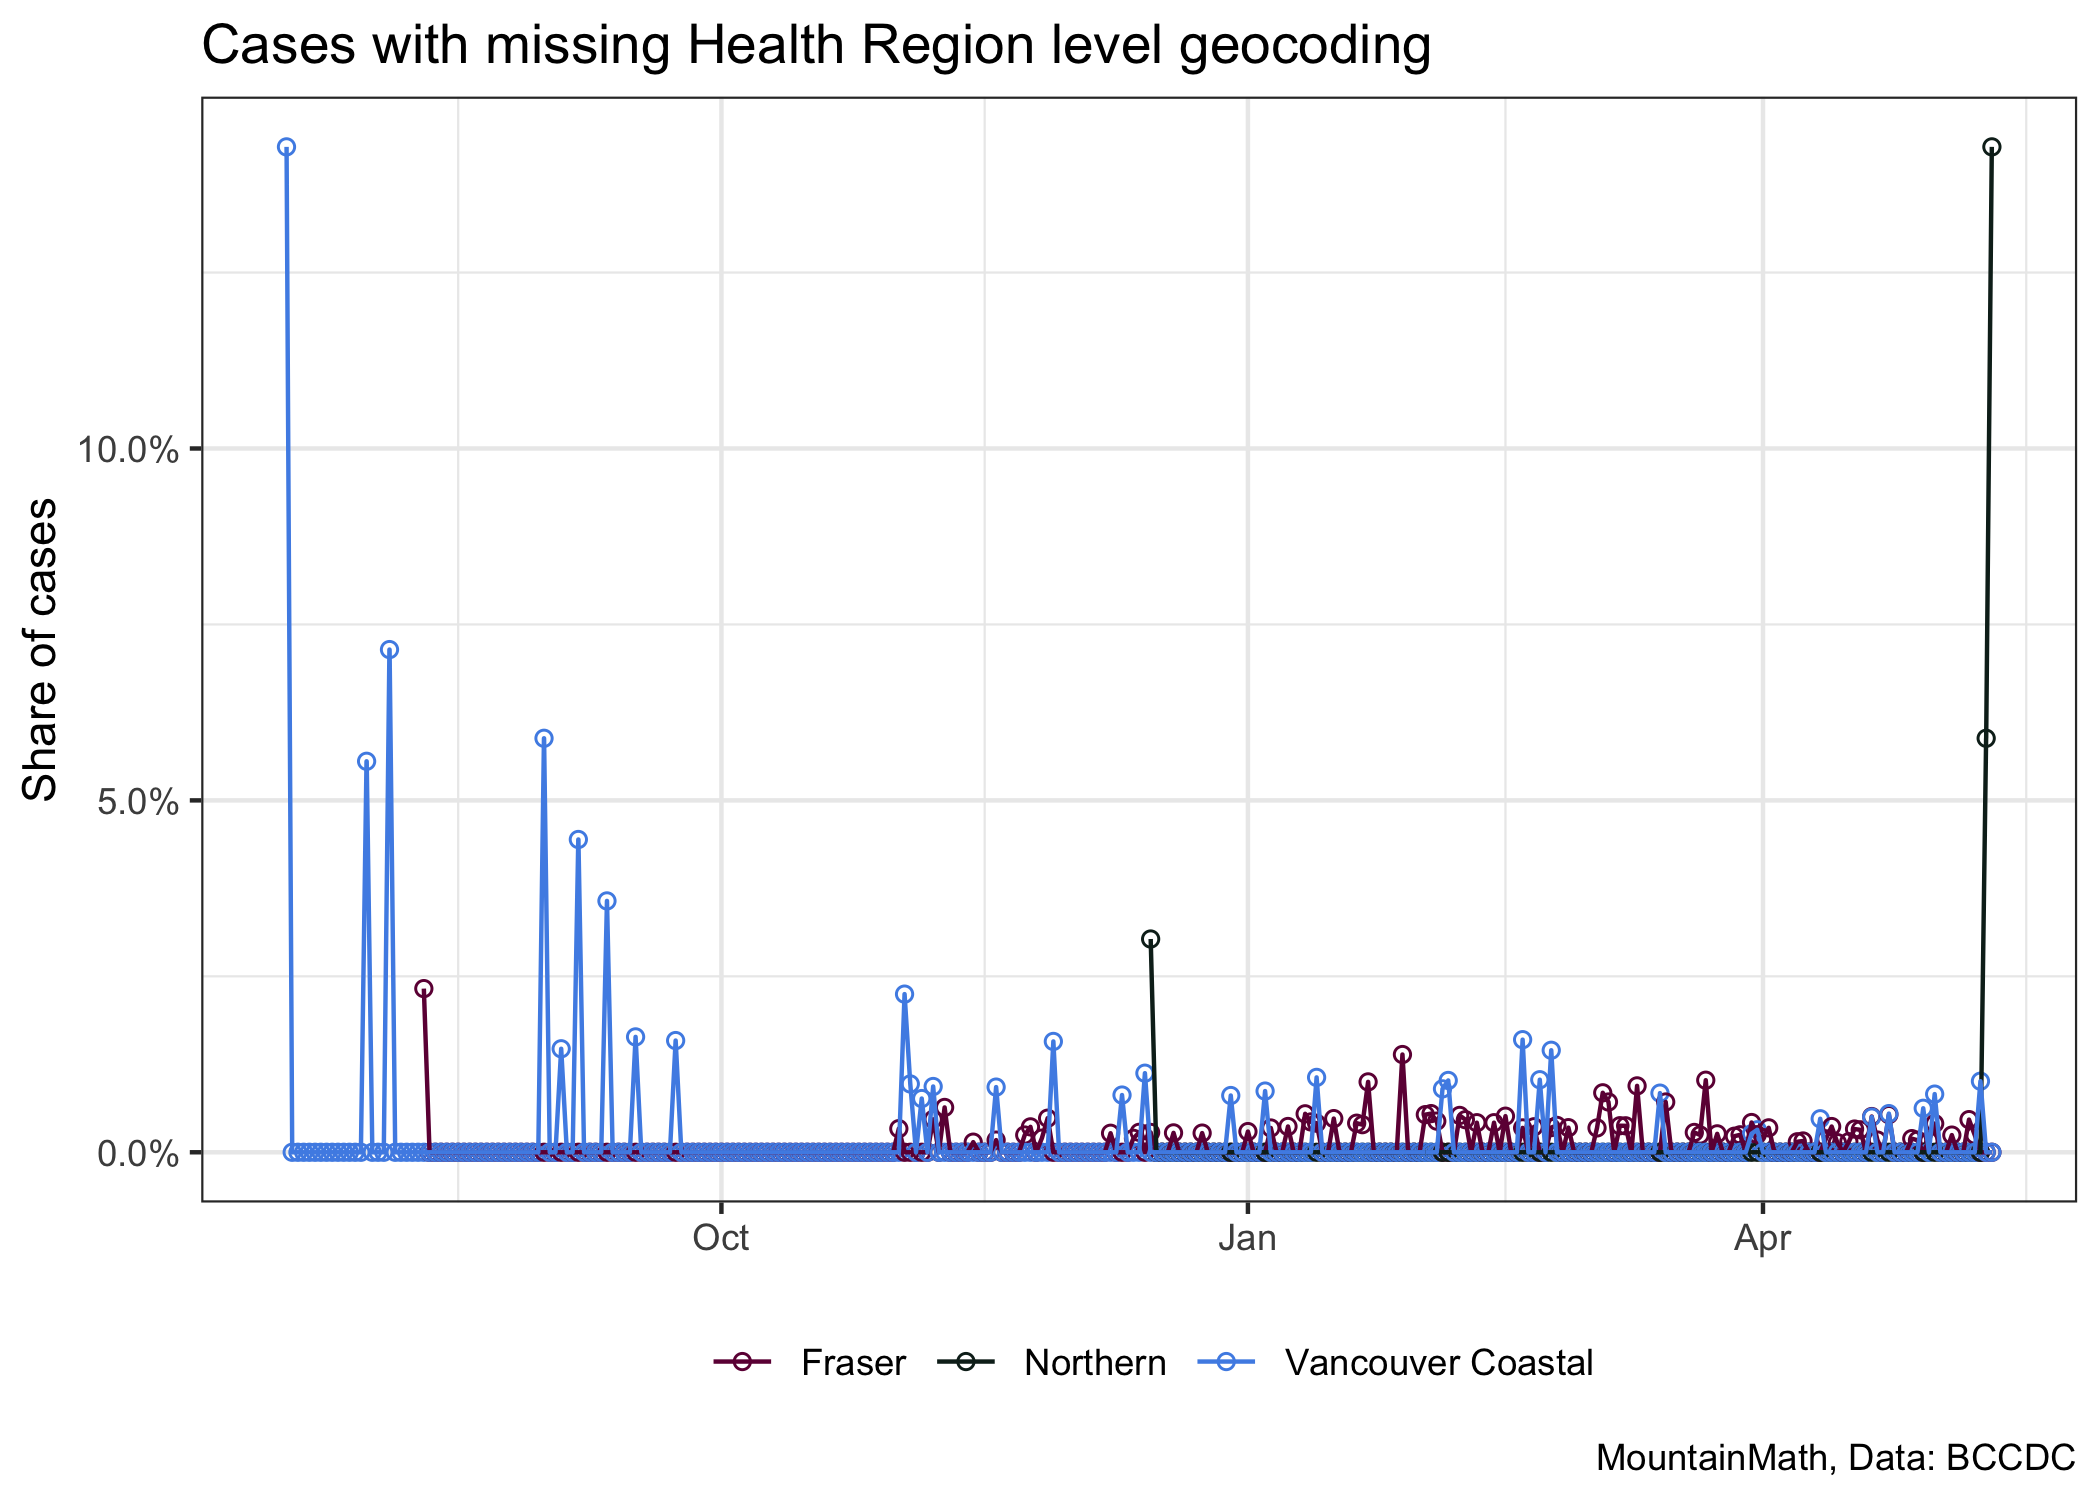 Cases with missing Health Region level geocoding
Share of cases
10.0%
5.0%
0.0%
Oct Jan Apr
Fraser Northern Vancouver Coastal
MountainMath, Data: BCCDC